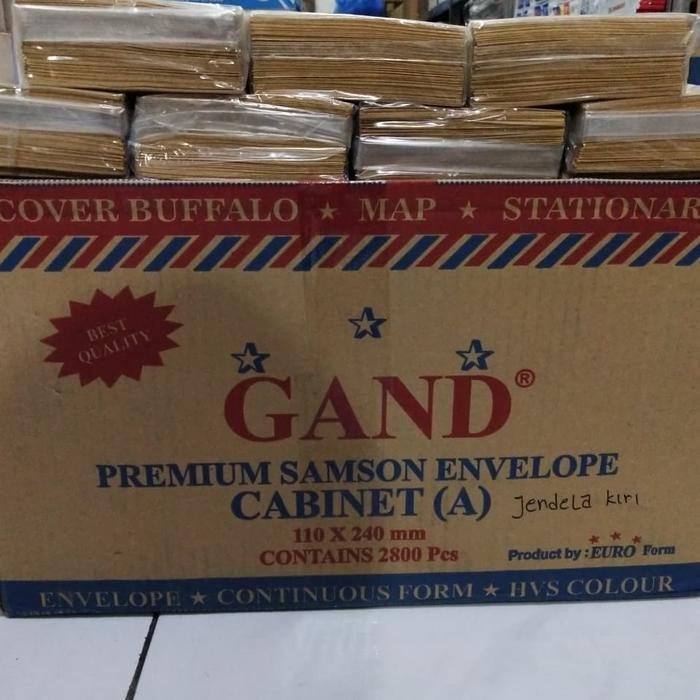 COVER BUFFALO ★ MAP ★ STATIONAR
BEST
QUALITY
GAND®
PREMIUM SAMSON ENVELOPE
CABINET (A) Jendela kiri
110 X 240 mm
CONTAINS 2800 Pcs
Product by : EURO Form
ENVELOPE ★ CONTINUOUS FORM ★ HVS COLOUR